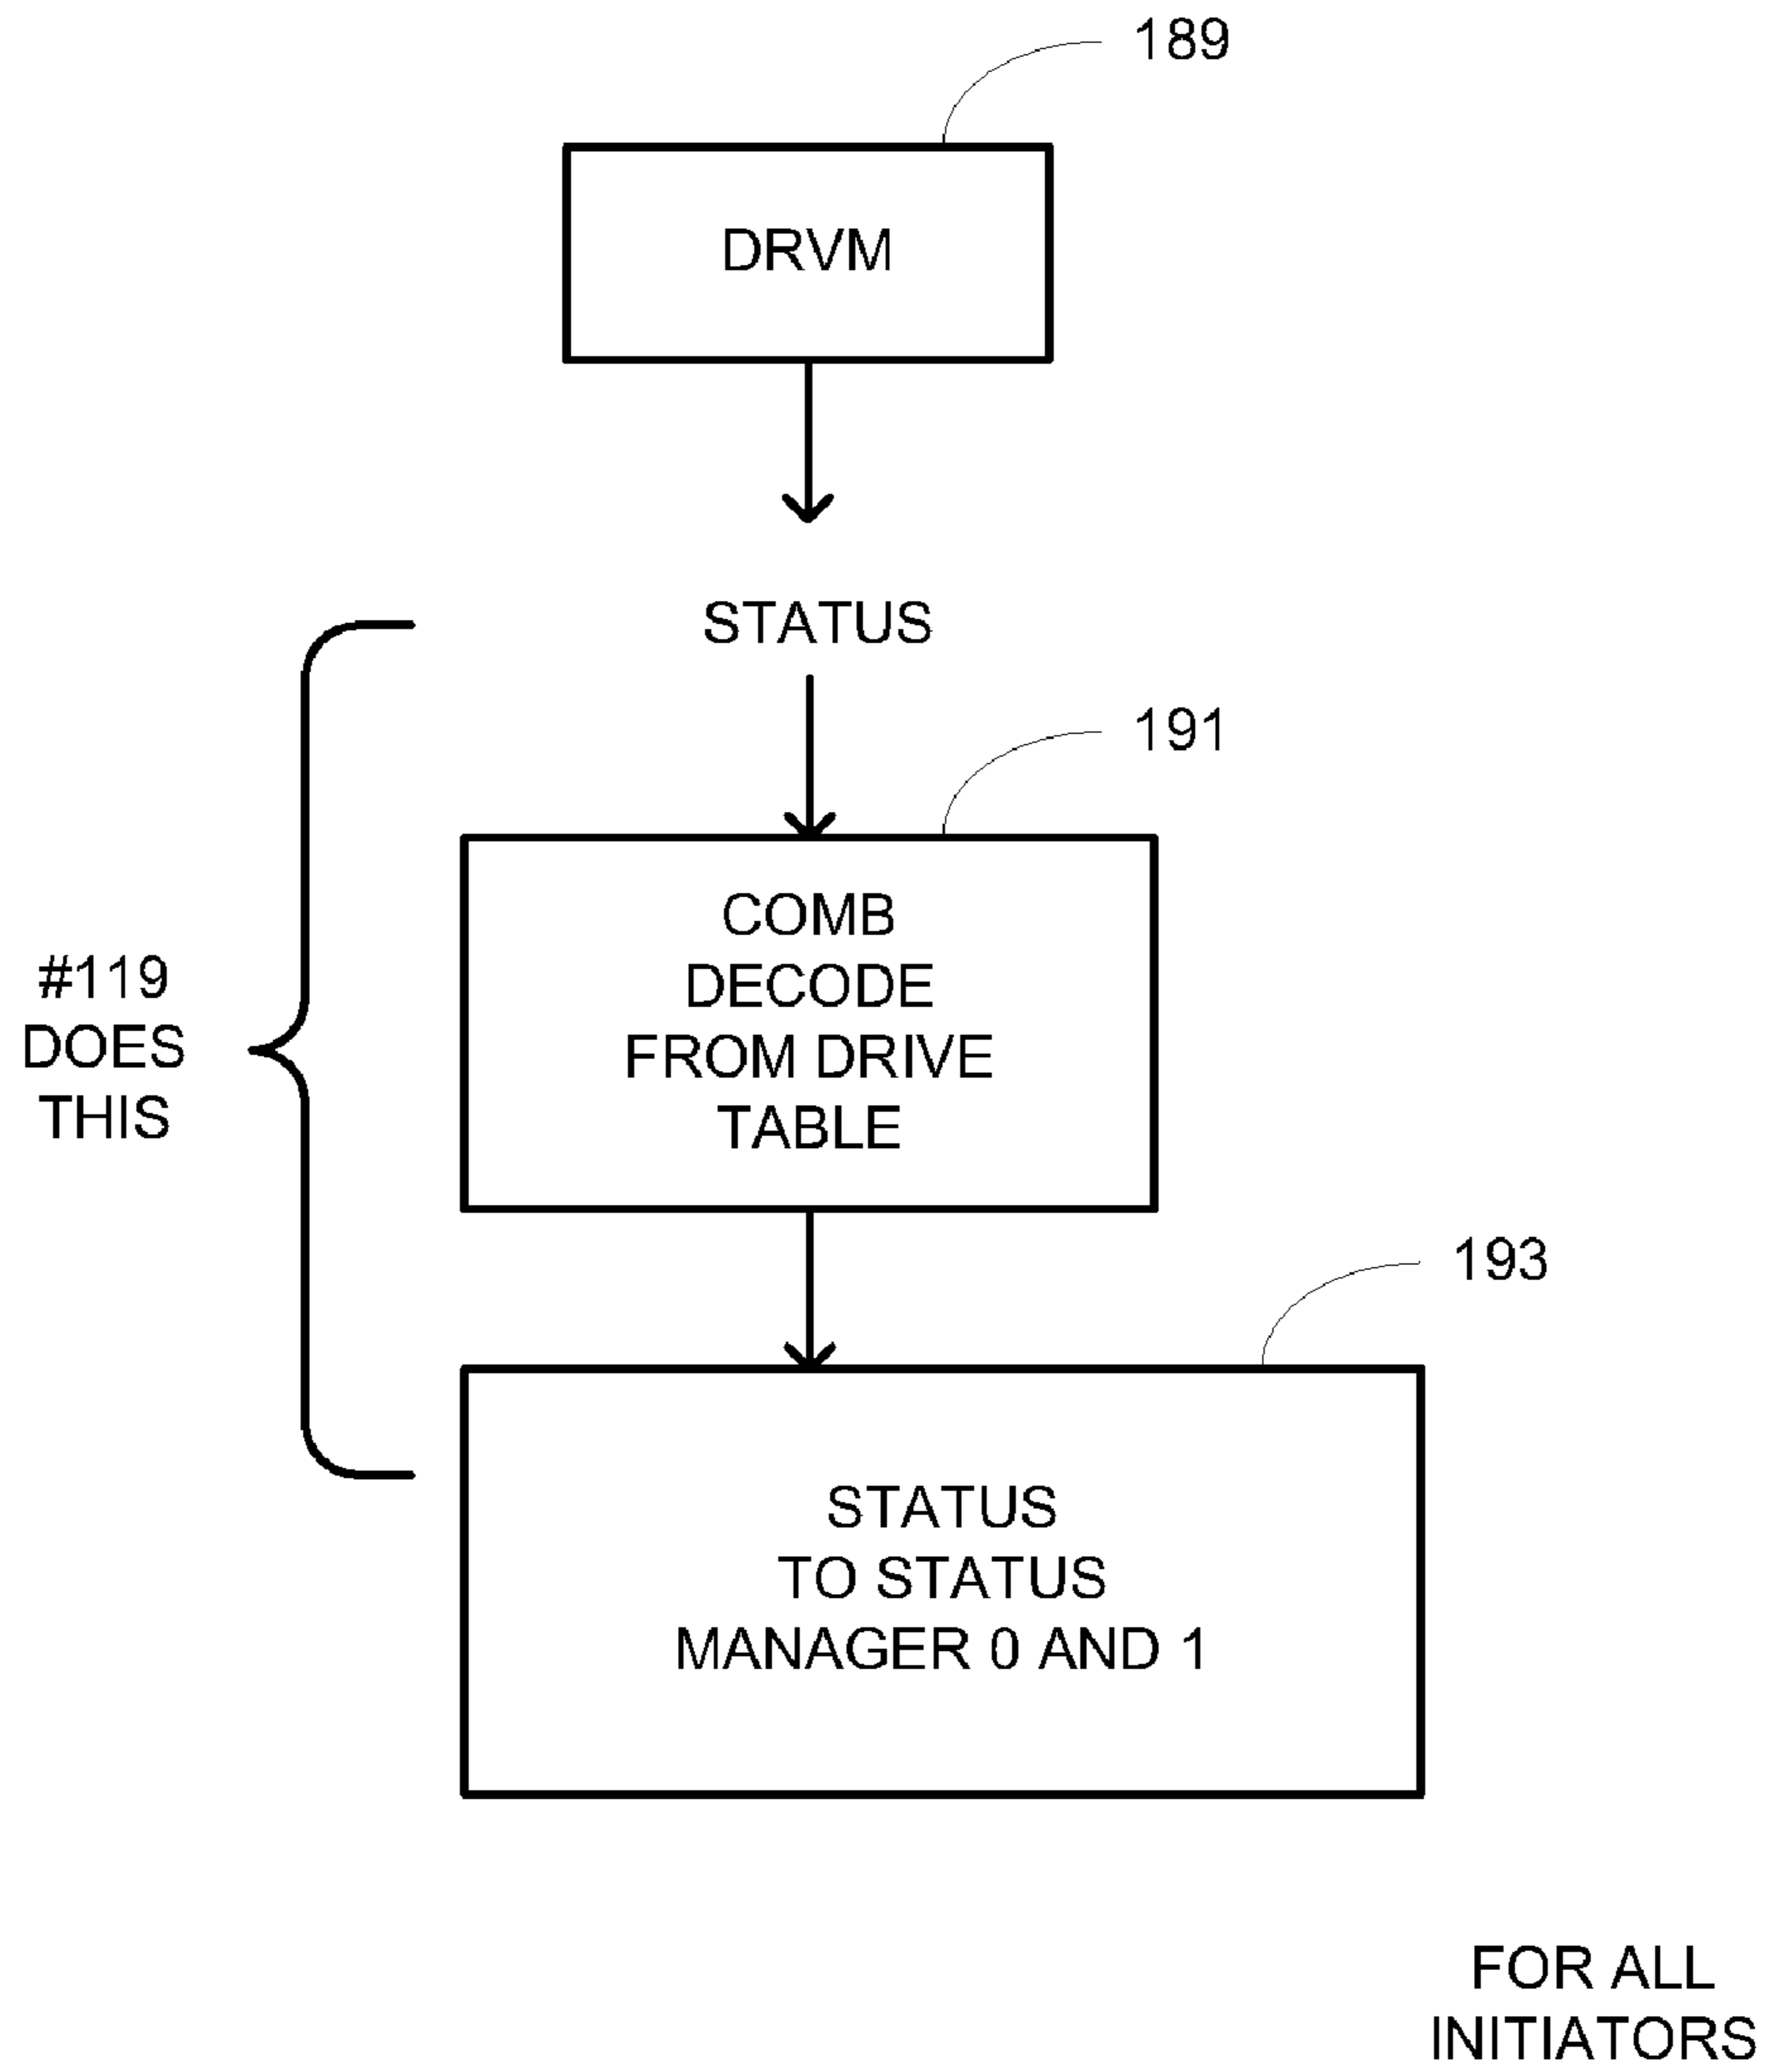 189
DRVM
STATUS
191
COMB
DECODE
FROM DRIVE
TABLE
#119
DOES
THIS
193
STATUS
TO STATUS
MANAGER 0 AND 1
FOR ALL
INITIATORS